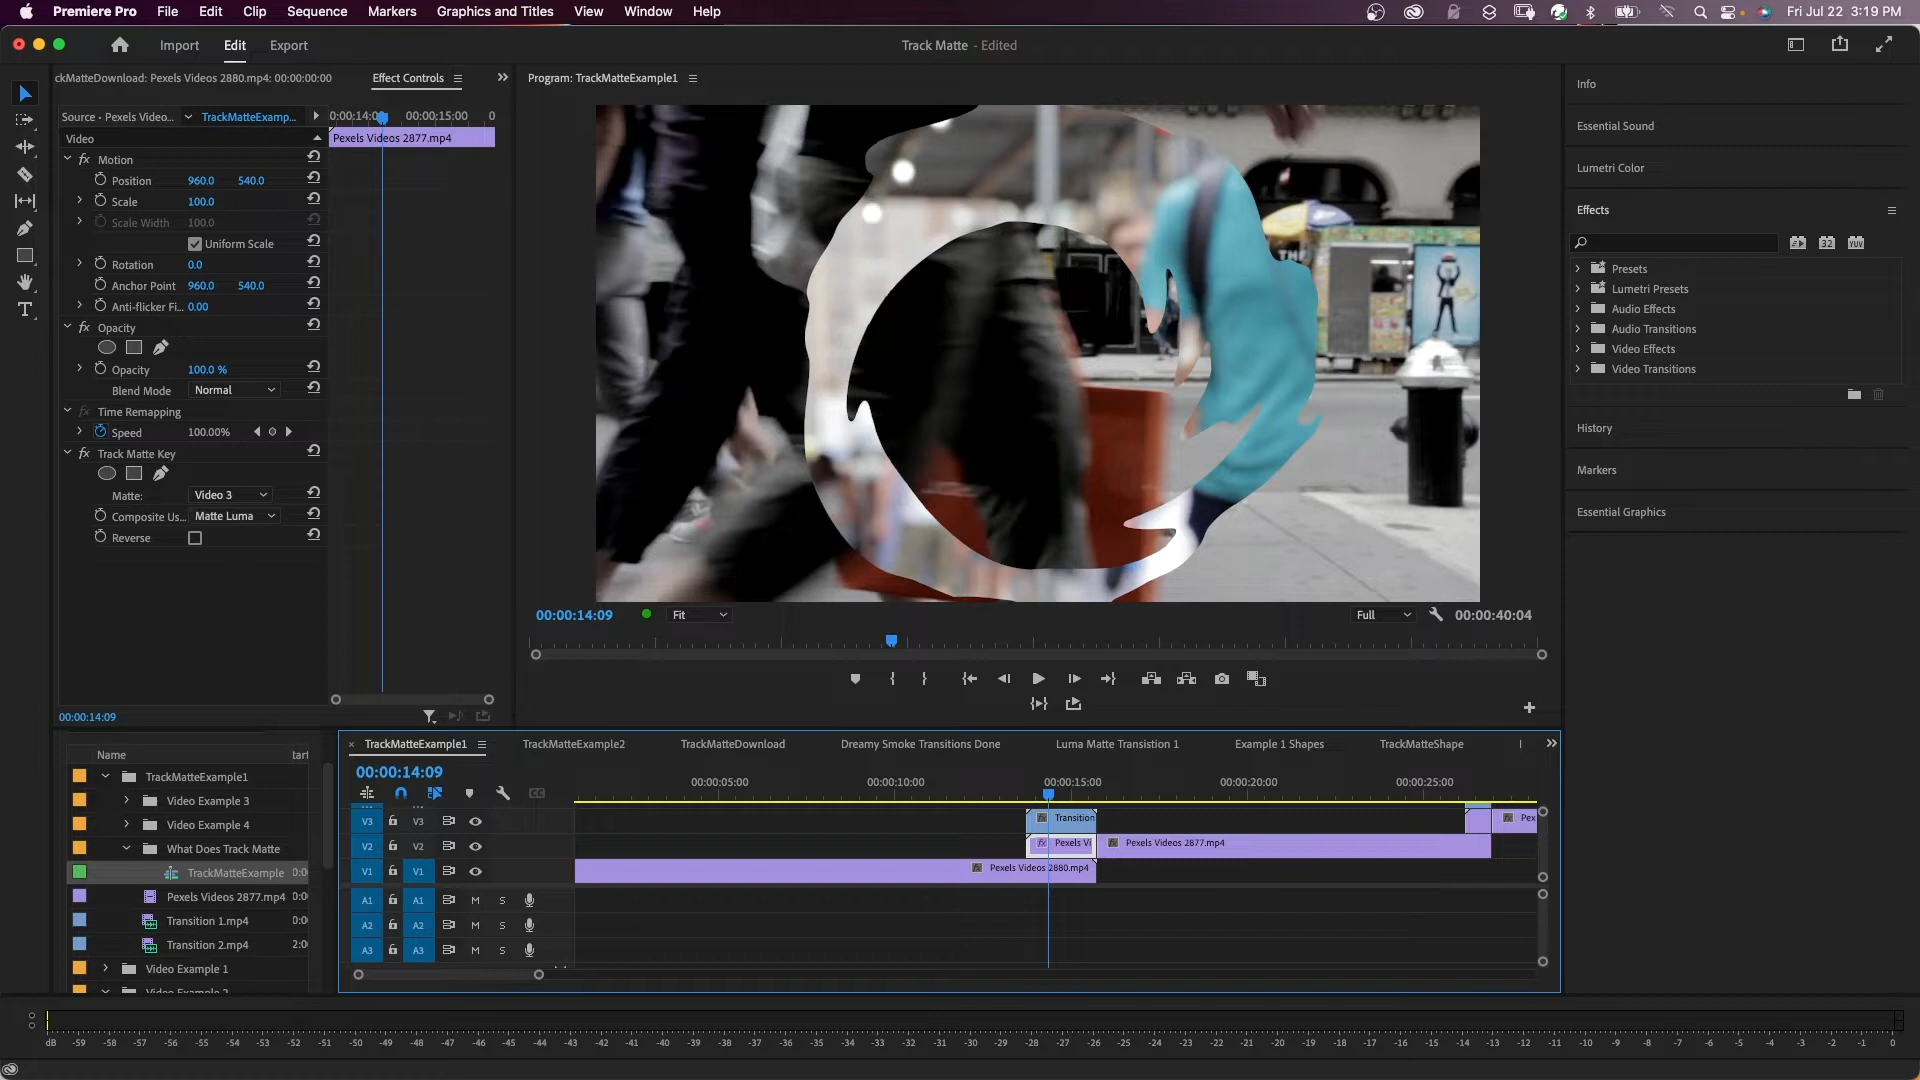 Premiere Pro File Edit Clip Sequence Markers Graphics and Titles View Window Help Fri Jul 22 3:19 PM
Import Edit Export Track Matte - Edited
ckMatteDownload: Pexels Videos 2880.mp4: 00:00:00:00 Effect Controls
Program: TrackMatteExample1
Source • Pexels Video... TrackMatteExamp... 0:00:14:00 00:00:15:00 0
Video Pexels Videos 2877.mp4
fx Motion
Position 960.0 540.0
Scale 100.0
Scale Width 100.0
Uniform Scale
Rotation 0.0
Anchor Point 960.0 540.0
Anti-flicker Fi... 0.00
fx Opacity
Opacity 100.0 %
Blend Mode Normal
fx Time Remapping
Speed 100.00%
fx Track Matte Key
Matte: Video 3
Composite Us... Matte Luma
Reverse
00:00:14:09
00:00:14:09 Fit Full 00:00:40:04
Info
Essential Sound
Lumetri Color
Effects
32 YUV
Presets
Lumetri Presets
Audio Effects
Audio Transitions
Video Effects
Video Transitions
History
Markers
Essential Graphics
Name
TrackMatteExample1
Video Example 3
Video Example 4
What Does Track Matte
TrackMatteExample 0:0
Pexels Videos 2877.mp4 0:0
Transition 1.mp4 0:0
Transition 2.mp4 2:0
Video Example 1
Video Example 2
× TrackMatteExample1 TrackMatteExample2 TrackMatteDownload Dreamy Smoke Transitions Done Luma Matte Transistion 1 Example 1 Shapes TrackMatteShape
00:00:14:09
00:00:05:00 00:00:10:00 00:00:15:00 00:00:20:00 00:00:25:00
V3 V3 fx Transition fx Pex
V2 V2 fx Pexels Vi fx Pexels Videos 2877.mp4
V1 V1 fx Pexels Videos 2880.mp4
A1 A1 M S
A2 A2 M S
A3 A3 M S
dB -59 -58 -57 -56 -55 -54 -53 -52 -51 -50 -49 -48 -47 -46 -45 -44 -43 -42 -41 -40 -39 -38 -37 -36 -35 -34 -33 -32 -31 -30 -29 -28 -27 -26 -25 -24 -23 -22 -21 -20 -19 -18 -17 -16 -15 -14 -13 -12 -11 -10 -9 -8 -7 -6 -5 -4 -3 -2 -1 0